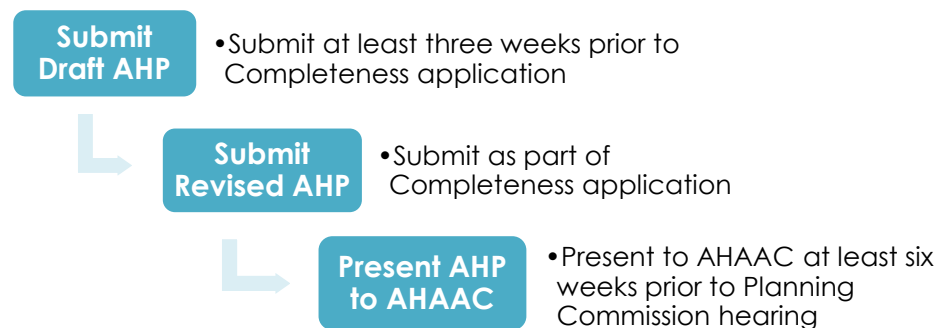 Submit
Draft AHP
•Submit at least three weeks prior to
Completeness application
Submit
Revised AHP
•Submit as part of
Completeness application
Present AHP
to AHAAC
•Present to AHAAC at least six
weeks prior to Planning
Commission hearing